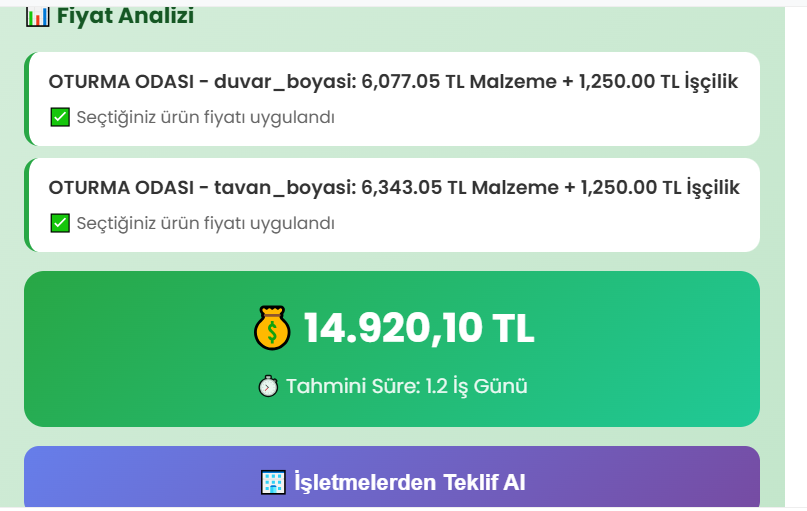 Fiyat Analizi
OTURMA ODASI - duvar_boyasi: 6,077.05 TL Malzeme + 1,250.00 TL İşçilik
Seçtiğiniz ürün fiyatı uygulandı
OTURMA ODASI - tavan_boyasi: 6,343.05 TL Malzeme + 1,250.00 TL İşçilik
Seçtiğiniz ürün fiyatı uygulandı
14.920,10 TL
Tahmini Süre: 1.2 İş Günü
İşletmelerden Teklif Al